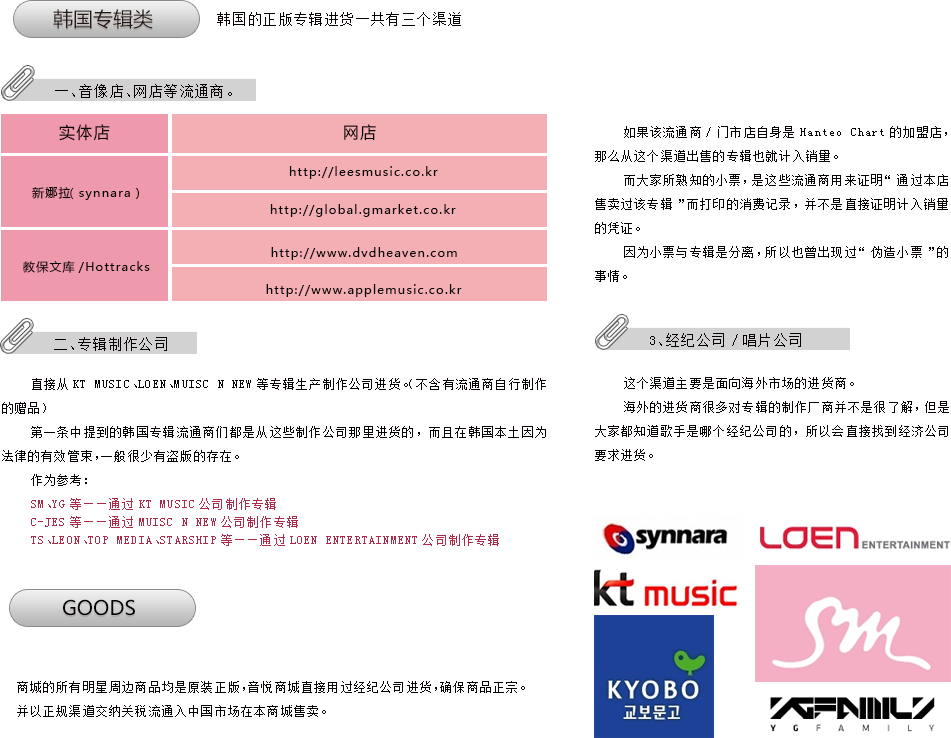 韩国专辑类
韩国的正版专辑进货一共有三个渠道
一、音像店、网店等流通商。
实体店
网店
新娜拉( synnara )
http://leesmusic.co.kr
http://global.gmarket.co.kr
教保文库 /Hottracks
http://www.dvdheaven.com
http://www.applemusic.co.kr
二、专辑制作公司
直接从 KT MUSIC、LOEN、MUISC N NEW 等专辑生产制作公司进货。(不含有流通商自行制作
的赠品)
第一条中提到的韩国专辑流通商们都是从这些制作公司那里进货的, 而且在韩国本土因为
法律的有效管束,一般很少有盗版的存在。
作为参考:
SM、YG 等——通过 KT MUSIC 公司制作专辑
C-JES 等——通过 MUISC N NEW 公司制作专辑
TS、LEON、TOP MEDIA、STARSHIP 等——通过 LOEN ENTERTAINMENT 公司制作专辑
GOODS
商城的所有明星周边商品均是原装正版,音悦商城直接用过经纪公司进货,确保商品正宗。
并以正规渠道交纳关税流通入中国市场在本商城售卖。
如果该流通商 / 门市店自身是 Hanteo Chart 的加盟店,
那么从这个渠道出售的专辑也就计入销量。
而大家所熟知的小票, 是这些流通商用来证明“ 通过本店
售卖过该专辑 ”而打印的消费记录, 并不是直接证明计入销量
的凭证。
因为小票与专辑是分离, 所以也曾出现过“ 伪造小票 ”的
事情。
3、经纪公司 / 唱片公司
这个渠道主要是面向海外市场的进货商。
海外的进货商很多对专辑的制作厂商并不是很了解, 但是
大家都知道歌手是哪个经纪公司的, 所以会直接找到经济公司
要求进货。
synnara
LOEN ENTERTAINMENT
kt music
SM
KYOBO
교보문고
YGFAMILY
YG FAMILY